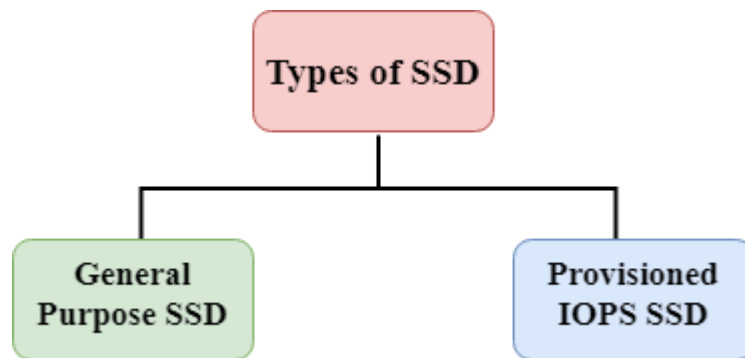 Types of SSD
General
Purpose SSD
Provisioned
IOPS SSD